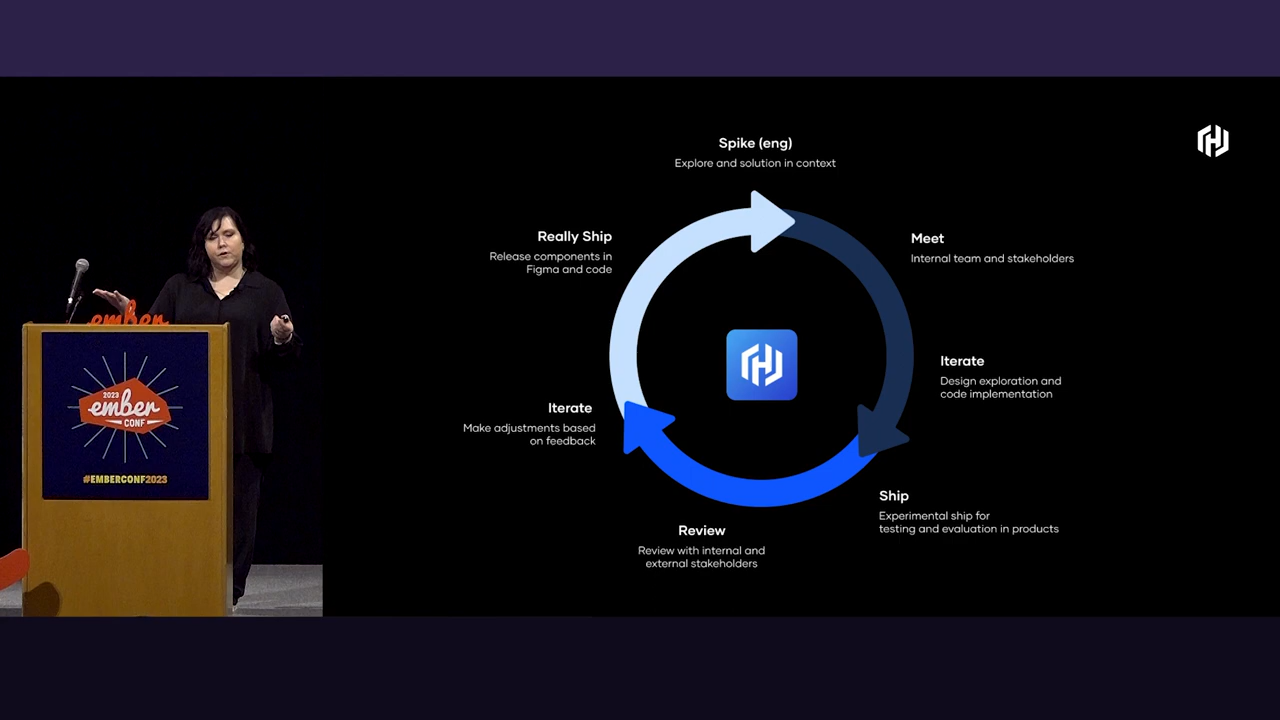 Spike (eng)
Explore and solution in context
Really Ship
Release components in
Figma and code
Meet
Internal team and stakeholders
Iterate
Design exploration and
code implementation
Iterate
Make adjustments based
on feedback
Ship
Experimental ship for
testing and evaluation in products
Review
Review with internal and
external stakeholders
ember
2023
ember
CONF
#EMBERCONF2023